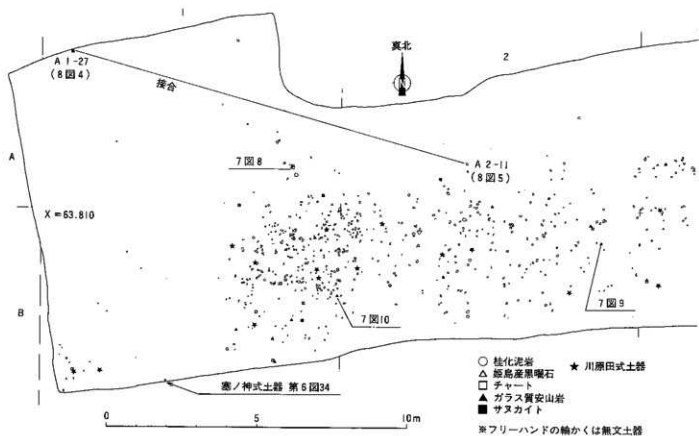 1
真北
N
2
A 1-27
(8図4)
接合
7図8
A 2-11
(8図5)
A
X=63.810
B
7図10
7図9
塞ノ神式土器 第6図34
0 5 10m
○ 桂化泥岩
△ 姫島産黒曜石
□ チャート
▲ ガラス質安山岩
■ サヌカイト
★ 川原田式土器
※フリーハンドの輪かくは無文土器